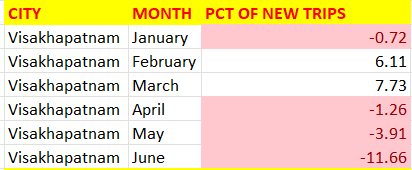 CITY MONTH PCT OF NEW TRIPS
Visakhapatnam January -0.72
Visakhapatnam February 6.11
Visakhapatnam March 7.73
Visakhapatnam April -1.26
Visakhapatnam May -3.91
Visakhapatnam June -11.66